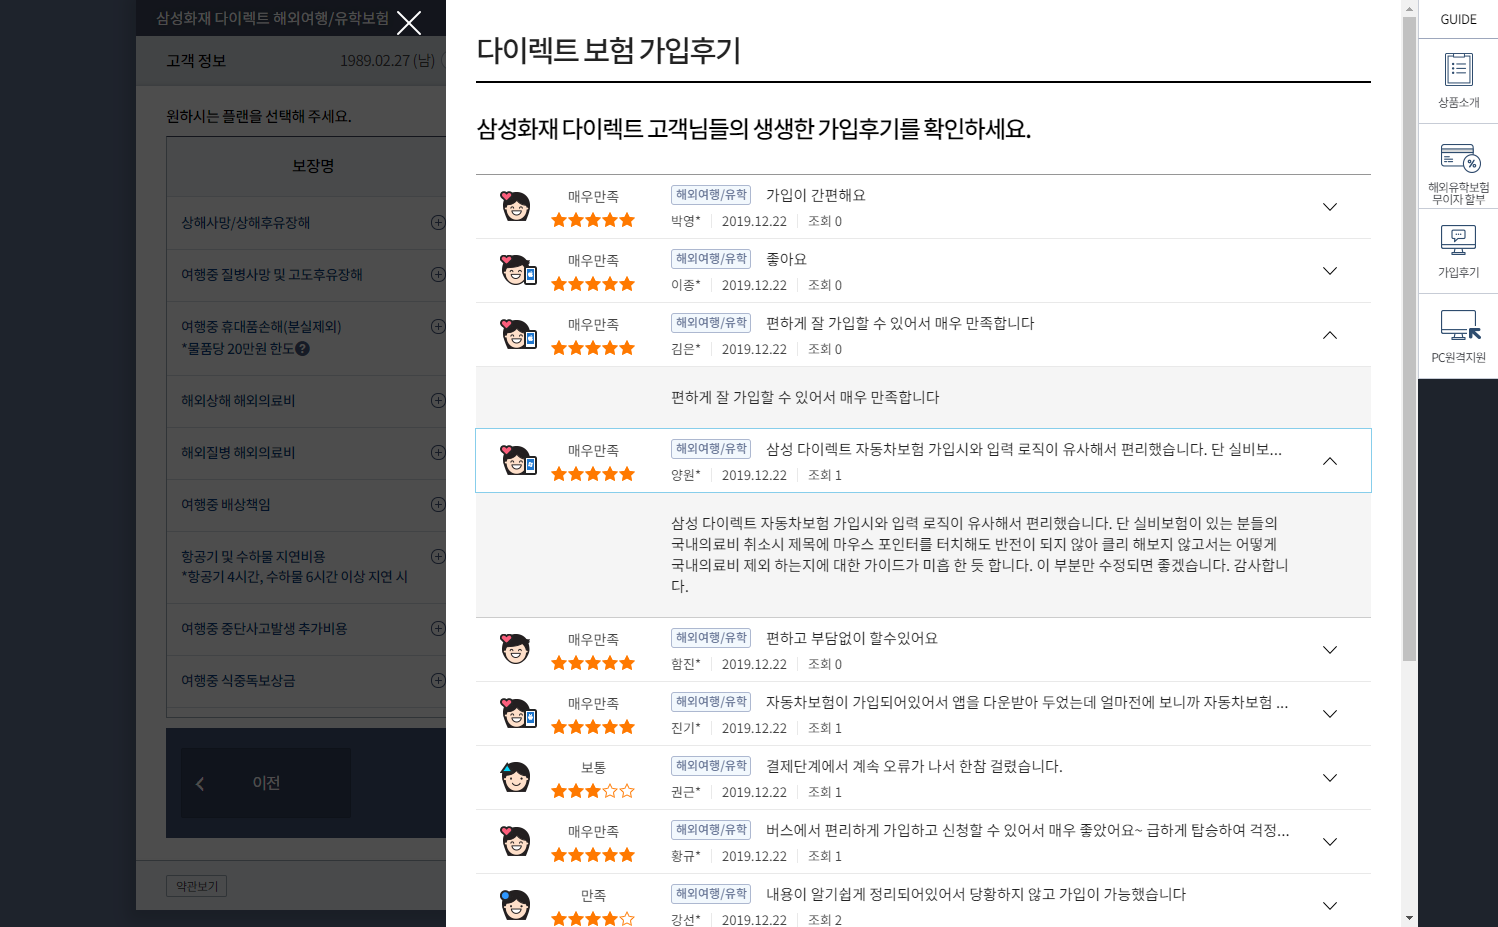 삼성화재 다이렉트 해외여행/유학보험
고객 정보
1989.02.27 (남)
원하시는 플랜을 선택해 주세요.
보장명
상해사망/상해후유장해
여행중 질병사망 및 고도후유장해
여행중 휴대품손해(분실제외)
*물품당 20만원 한도
해외상해 해외의료비
해외질병 해외의료비
여행중 배상책임
항공기 및 수하물 지연비용
*항공기 4시간, 수하물 6시간 이상 지연 시
여행중 중단사고발생 추가비용
여행중 식중독보상금
이전
약관보기
다이렉트 보험 가입후기
삼성화재 다이렉트 고객님들의 생생한 가입후기를 확인하세요.
매우만족 해외여행/유학 가입이 간편해요
박영* 2019.12.22 조회 0
매우만족 해외여행/유학 좋아요
이종* 2019.12.22 조회 0
매우만족 해외여행/유학 편하게 잘 가입할 수 있어서 매우 만족합니다
김은* 2019.12.22 조회 0
편하게 잘 가입할 수 있어서 매우 만족합니다
매우만족 해외여행/유학 삼성 다이렉트 자동차보험 가입시와 입력 로직이 유사해서 편리했습니다. 단 실비보...
양원* 2019.12.22 조회 1
삼성 다이렉트 자동차보험 가입시와 입력 로직이 유사해서 편리했습니다. 단 실비보험이 있는 분들의
국내의료비 취소시 제목에 마우스 포인터를 터치해도 반전이 되지 않아 클리 해보지 않고서는 어떻게
국내의료비 제외 하는지에 대한 가이드가 미흡 한 듯 합니다. 이 부분만 수정되면 좋겠습니다. 감사합니
다.
매우만족 해외여행/유학 편하고 부담없이 할수있어요
함진* 2019.12.22 조회 0
매우만족 해외여행/유학 자동차보험이 가입되어있어서 앱을 다운받아 두었는데 얼마전에 보니까 자동차보험 ...
진기* 2019.12.22 조회 1
보통 해외여행/유학 결제단계에서 계속 오류가 나서 한참 걸렸습니다.
권근* 2019.12.22 조회 1
매우만족 해외여행/유학 버스에서 편리하게 가입하고 신청할 수 있어서 매우 좋았어요~ 급하게 탑승하여 걱정...
황규* 2019.12.22 조회 1
만족 해외여행/유학 내용이 알기쉽게 정리되어있어서 당황하지 않고 가입이 가능했습니다
강선* 2019.12.22 조회 2
GUIDE
상품소개
%
해외유학보험
무이자 할부
가입후기
PC원격지원